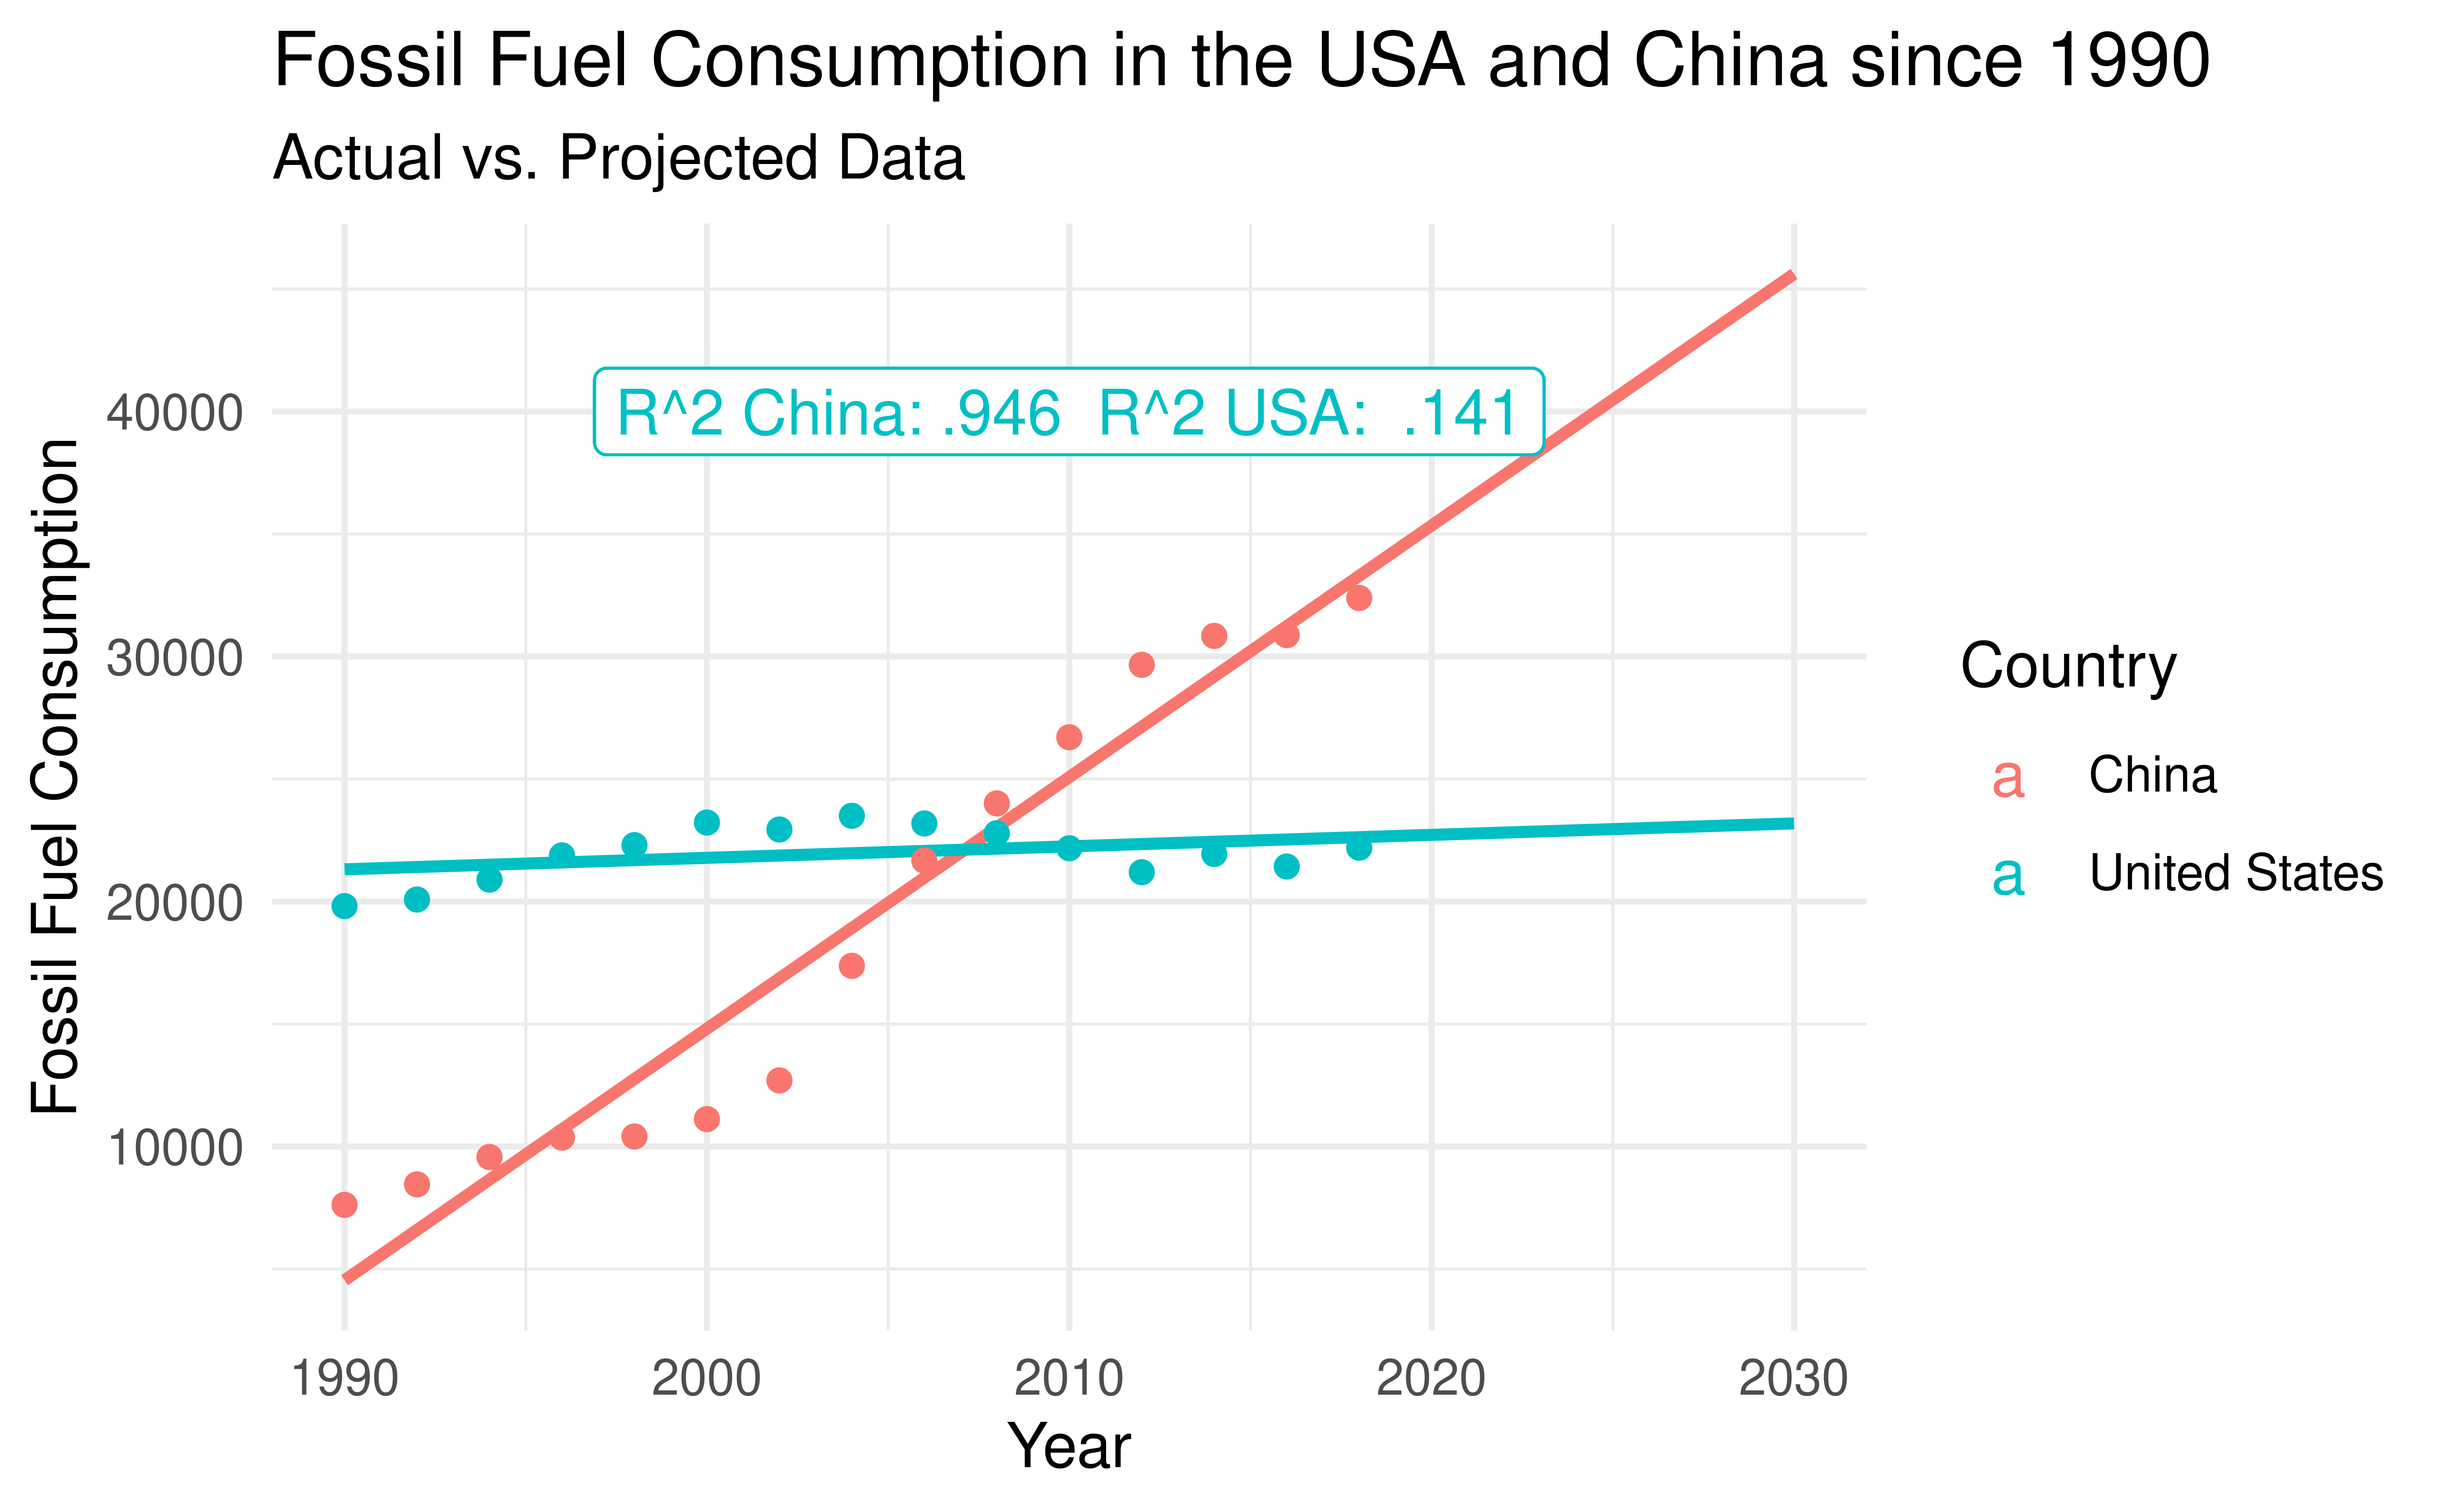 Fossil Fuel Consumption in the USA and China since 1990
Actual vs. Projected Data
Fossil Fuel Consumption
40000
30000
20000
10000
R^2 China: .946  R^2 USA:  .141
1990 2000 2010 2020 2030
Year
Country
a China
a United States